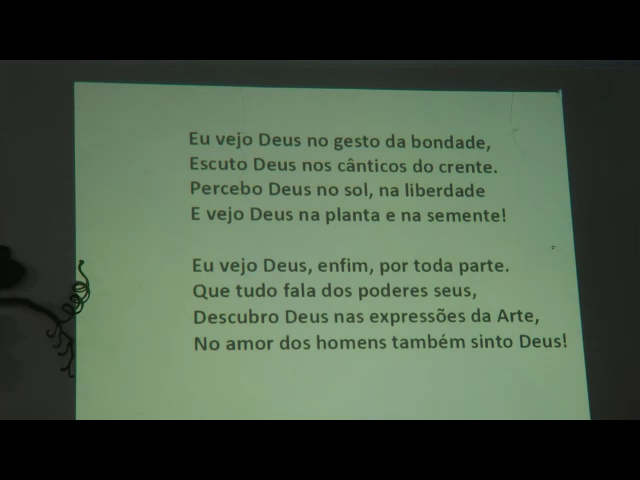 Eu vejo Deus no gesto da bondade,
Escuto Deus nos cânticos do crente.
Percebo Deus no sol, na liberdade
E vejo Deus na planta e na semente!
Eu vejo Deus, enfim, por toda parte.
Que tudo fala dos poderes seus,
Descubro Deus nas expressões da Arte,
No amor dos homens também sinto Deus!